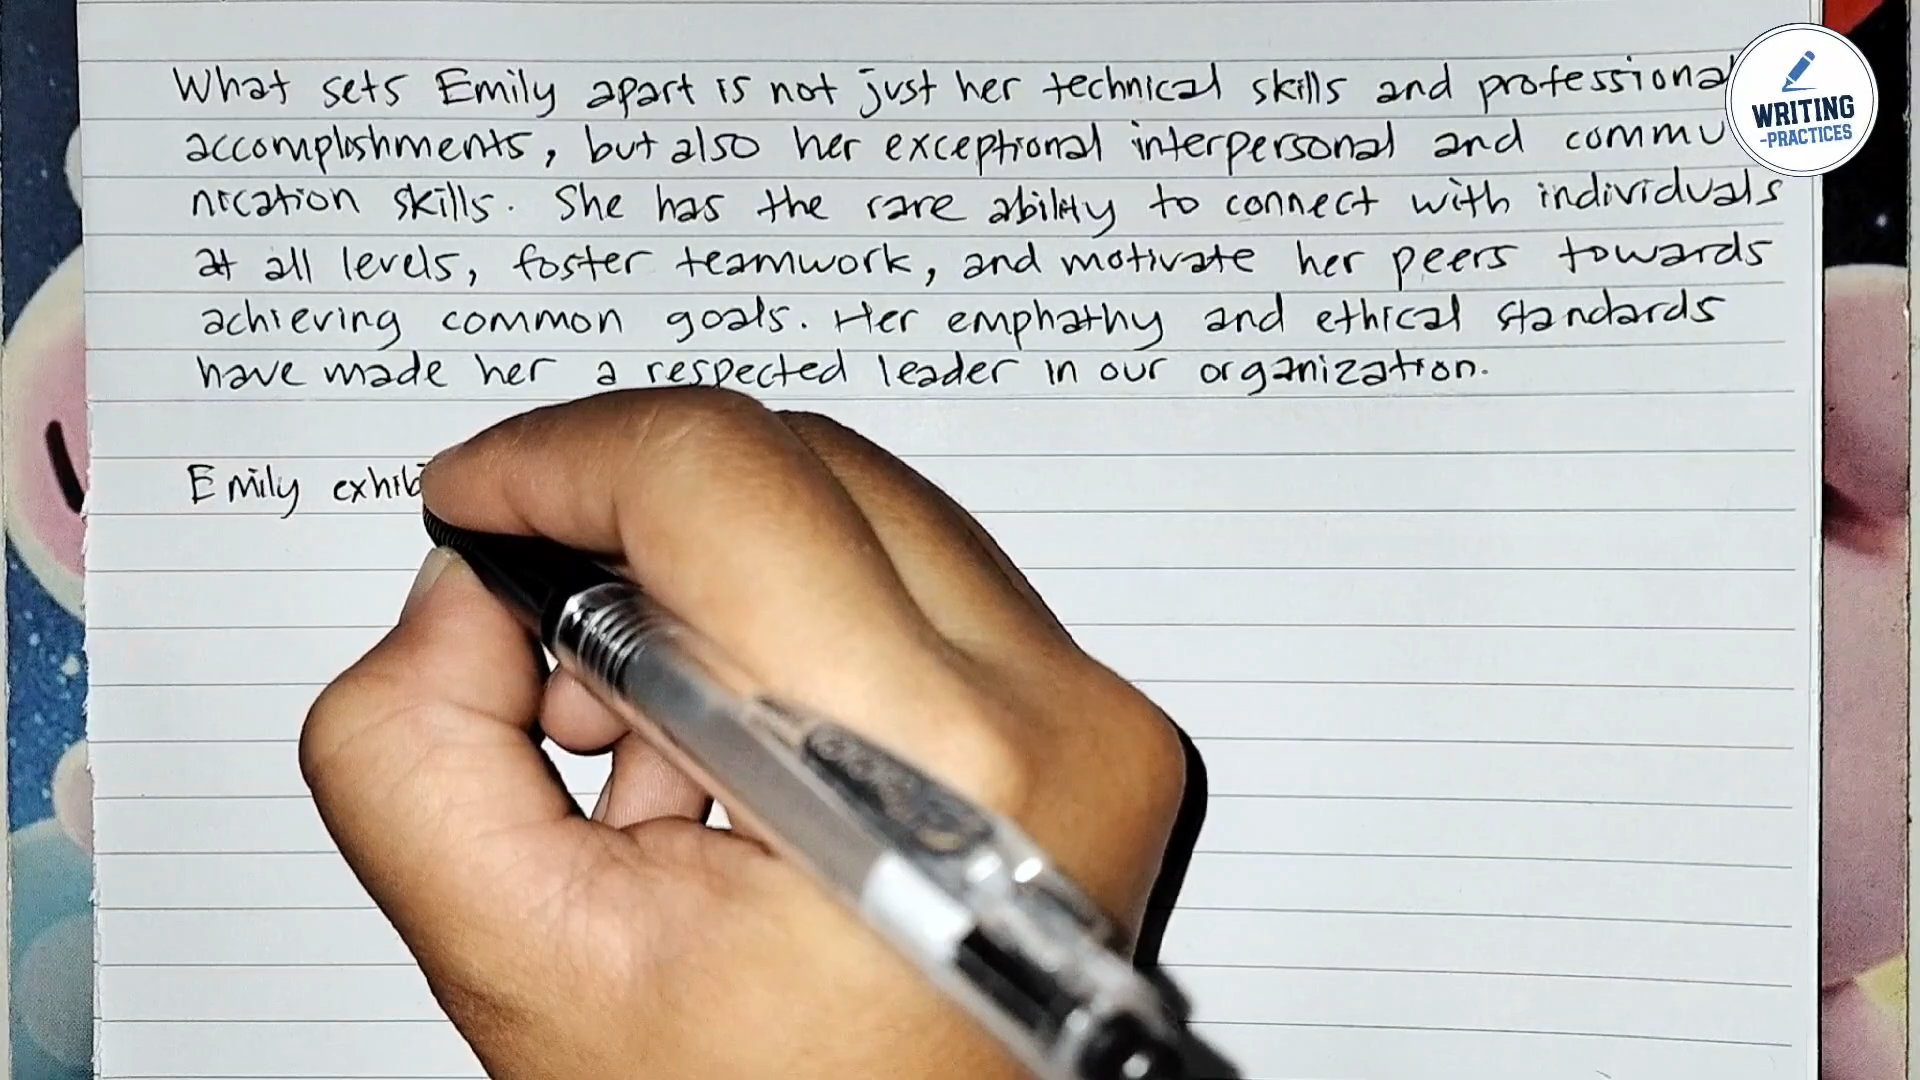 What sets Emily apart is not just her technical skills and professional
accomplishments, but also her exceptional interpersonal and commu
nication skills. She has the rare ability to connect with individuals
at all levels, foster teamwork, and motivate her peers towards
achieving common goals. Her emphathy and ethical standards
have made her a respected leader in our organization.
Emily exhib
WRITING
-PRACTICES